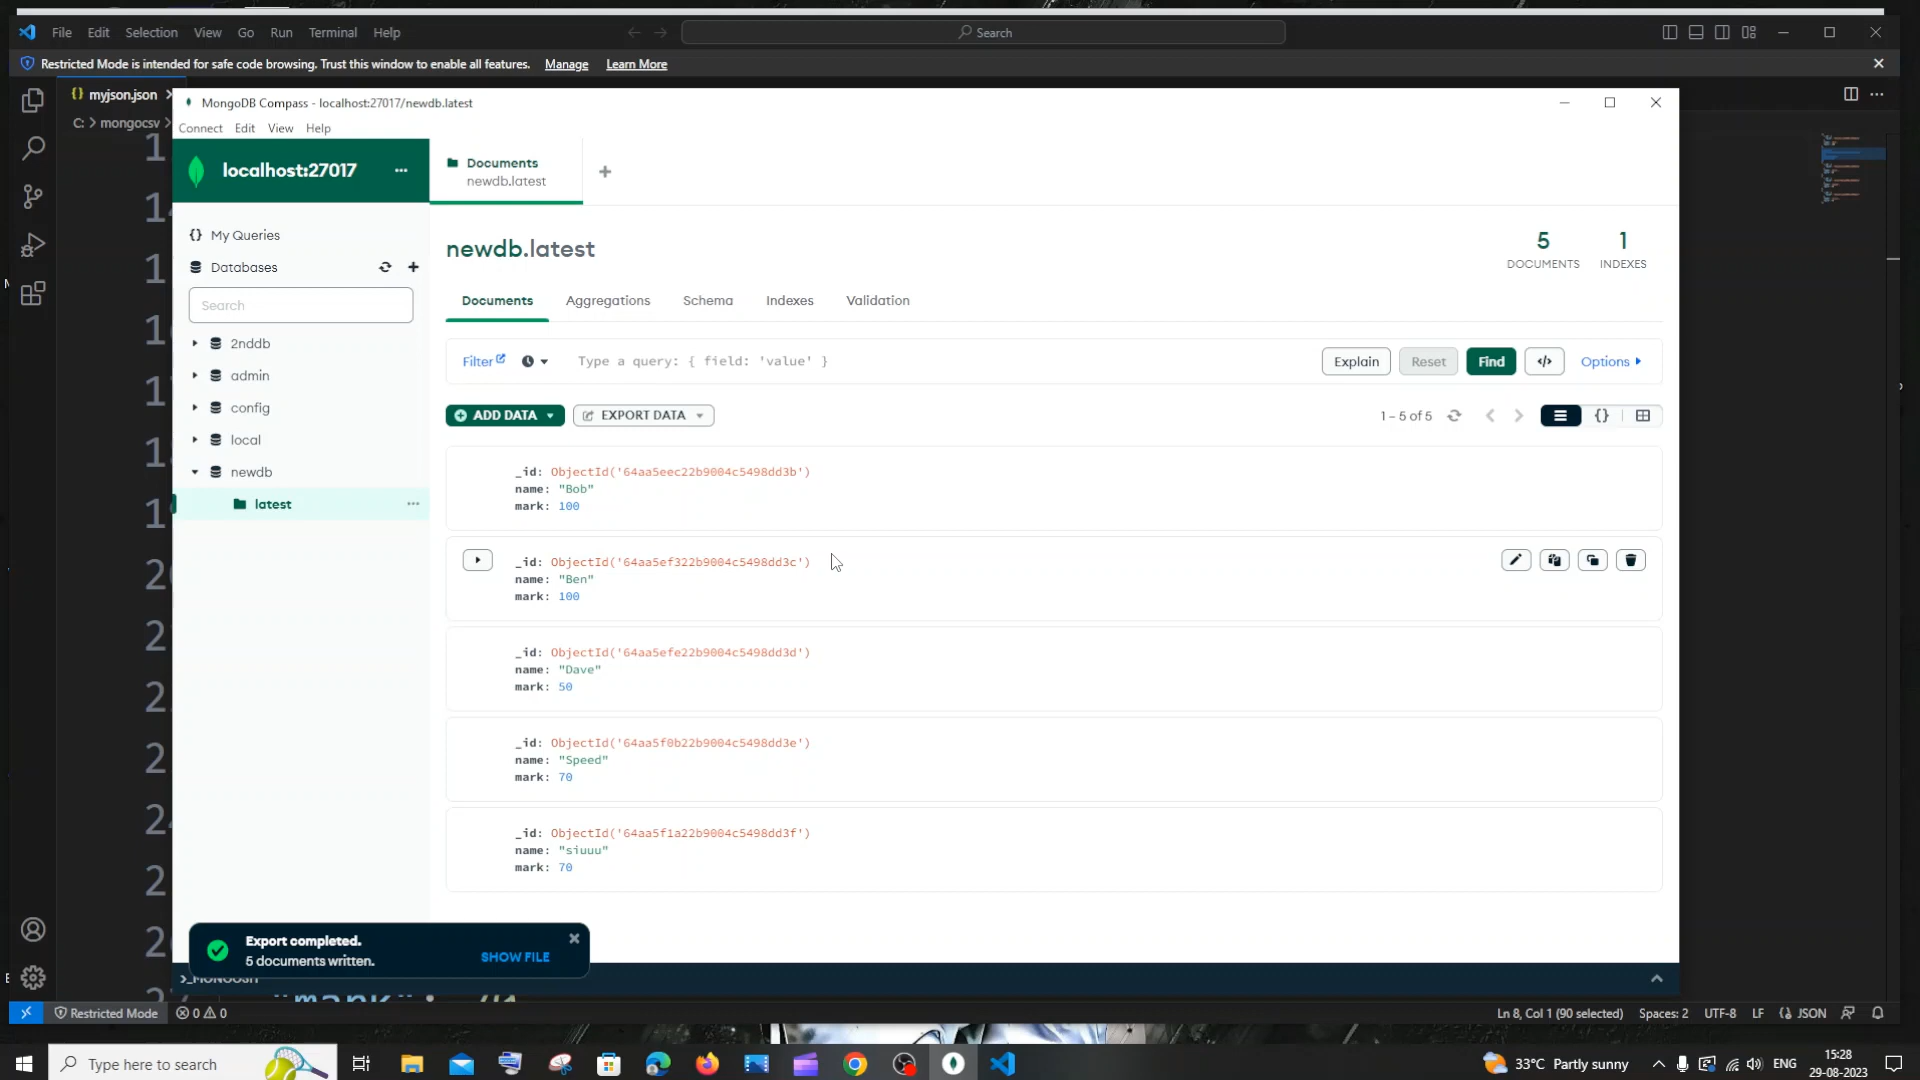 File Edit Selection View Go Run Terminal Help
Search
Restricted Mode is intended for safe code browsing. Trust this window to enable all features. Manage Learn More
{} myjson.json
C: > mongocsv >
MongoDB Compass - localhost:27017/newdb.latest
Connect Edit View Help
localhost:27017
Documents
newdb.latest
{} My Queries
Databases
Search
2nddb
admin
config
local
newdb
latest
newdb.latest
5
DOCUMENTS
1
INDEXES
Documents Aggregations Schema Indexes Validation
Filter
Type a query: { field: 'value' }
Explain Reset Find </> Options
ADD DATA EXPORT DATA
1 – 5 of 5
{}
_id: ObjectId('64aa5eec22b9004c5498dd3b')
name: "Bob"
mark: 100
_id: ObjectId('64aa5ef322b9004c5498dd3c')
name: "Ben"
mark: 100
_id: ObjectId('64aa5efe22b9004c5498dd3d')
name: "Dave"
mark: 50
_id: ObjectId('64aa5f0b22b9004c5498dd3e')
name: "Speed"
mark: 70
_id: ObjectId('64aa5f1a22b9004c5498dd3f')
name: "siuuu"
mark: 70
Export completed.
5 documents written.
SHOW FILE
>_MONGOSH
Restricted Mode 0 0
Ln 8, Col 1 (90 selected) Spaces: 2 UTF-8 LF {} JSON
Type here to search
33°C Partly sunny
ENG
15:28
29-08-2023